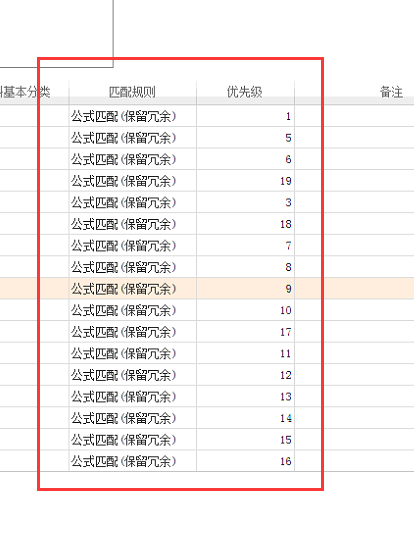 料基本分类 匹配规则 优先级 备注
公式匹配(保留冗余) 1
公式匹配(保留冗余) 5
公式匹配(保留冗余) 6
公式匹配(保留冗余) 19
公式匹配(保留冗余) 3
公式匹配(保留冗余) 18
公式匹配(保留冗余) 7
公式匹配(保留冗余) 8
公式匹配(保留冗余) 9
公式匹配(保留冗余) 10
公式匹配(保留冗余) 17
公式匹配(保留冗余) 11
公式匹配(保留冗余) 12
公式匹配(保留冗余) 13
公式匹配(保留冗余) 14
公式匹配(保留冗余) 15
公式匹配(保留冗余) 16